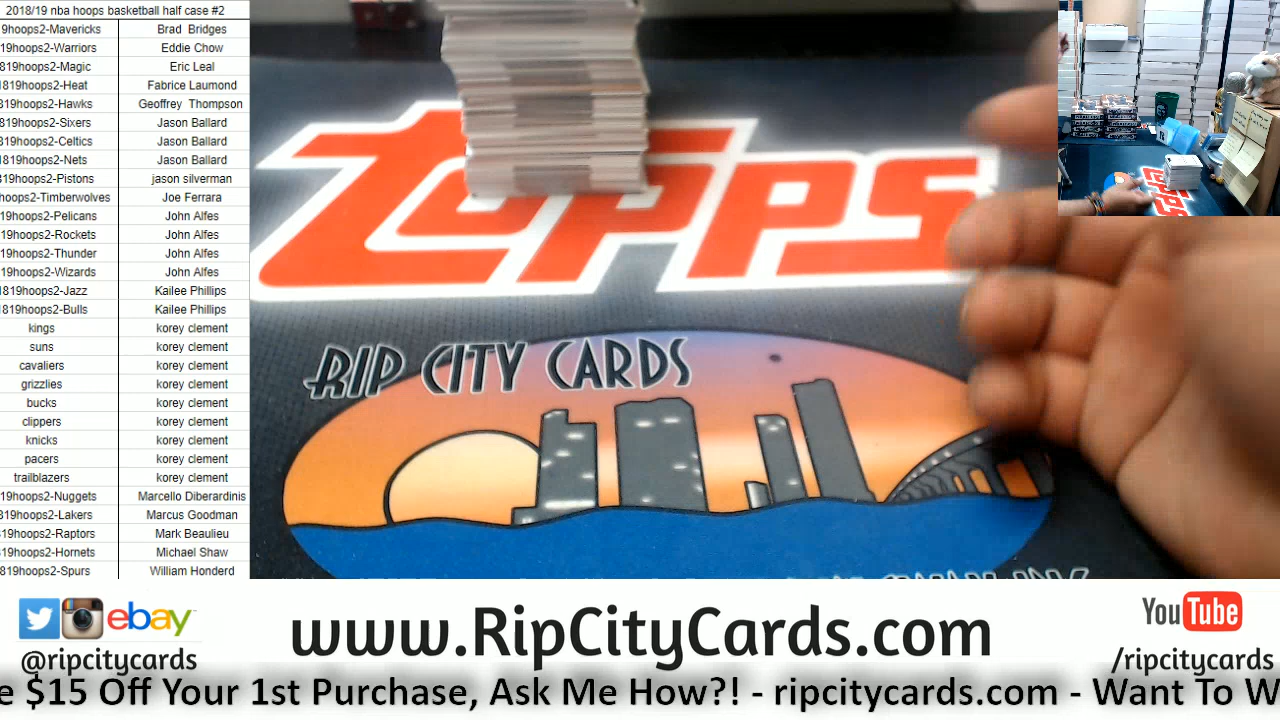 2018/19 nba hoops basketball half case #2
9hoops2-Mavericks Brad Bridges
19hoops2-Warriors Eddie Chow
819hoops2-Magic Eric Leal
1819hoops2-Heat Fabrice Laumond
819hoops2-Hawks Geoffrey Thompson
819hoops2-Sixers Jason Ballard
819hoops2-Celtics Jason Ballard
1819hoops2-Nets Jason Ballard
819hoops2-Pistons jason silverman
hoops2-Timberwolves Joe Ferrara
19hoops2-Pelicans John Alfes
19hoops2-Rockets John Alfes
19hoops2-Thunder John Alfes
19hoops2-Wizards John Alfes
1819hoops2-Jazz Kailee Phillips
1819hoops2-Bulls Kailee Phillips
kings korey clement
suns korey clement
cavaliers korey clement
grizzlies korey clement
bucks korey clement
clippers korey clement
knicks korey clement
pacers korey clement
trailblazers korey clement
19hoops2-Nuggets Marcello Diberardinis
819hoops2-Lakers Marcus Goodman
19hoops2-Raptors Mark Beaulieu
19hoops2-Hornets Michael Shaw
819hoops2-Spurs William Honderd
Topps
RIP CITY CARDS
ebay
@ripcitycards
www.RipCityCards.com
YouTube
/ripcitycards
e $15 Off Your 1st Purchase, Ask Me How?! - ripcitycards.com - Want To W